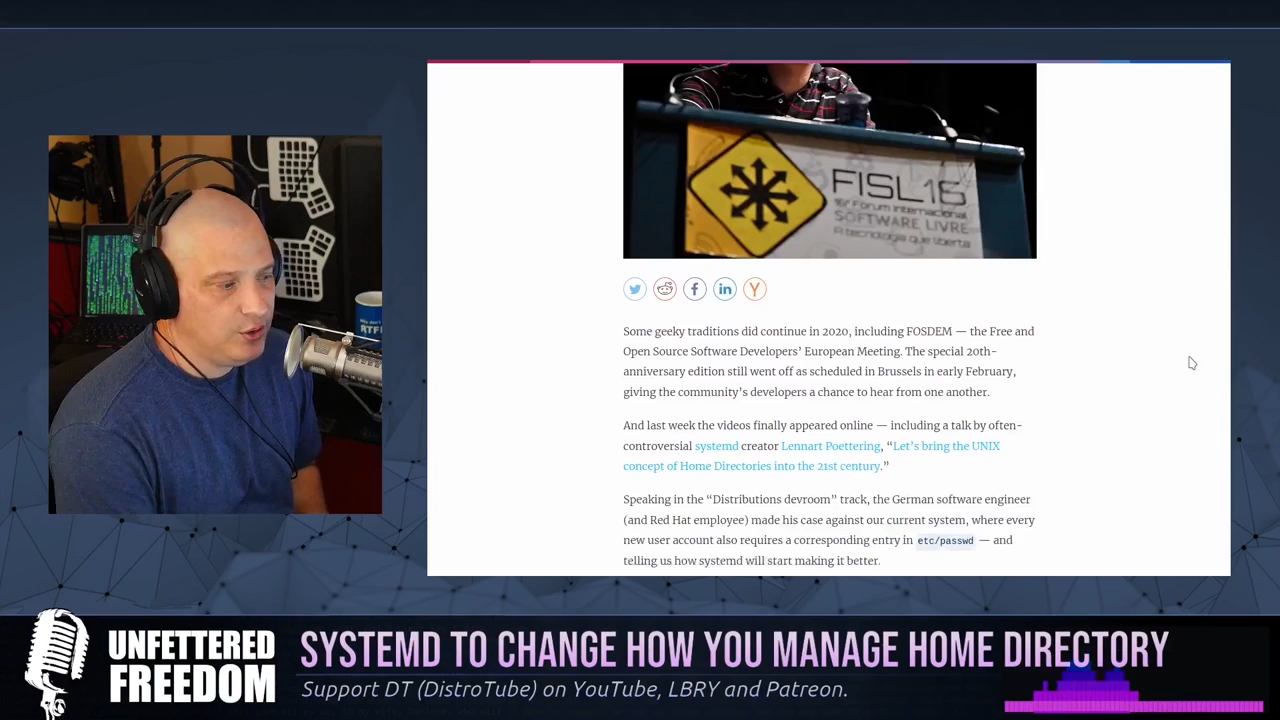 FISL16
16º Fórum Internacional
SOFTWARE LIVRE
A tecnologia que liberta
RTFM
Some geeky traditions did continue in 2020, including FOSDEM — the Free and
Open Source Software Developers’ European Meeting. The special 20th-
anniversary edition still went off as scheduled in Brussels in early February,
giving the community’s developers a chance to hear from one another.
And last week the videos finally appeared online — including a talk by often-
controversial systemd creator Lennart Poettering, “Let’s bring the UNIX
concept of Home Directories into the 21st century.”
Speaking in the “Distributions devroom” track, the German software engineer
(and Red Hat employee) made his case against our current system, where every
new user account also requires a corresponding entry in etc/passwd — and
telling us how systemd will start making it better.
UNFETTERED
FREEDOM
SYSTEMD TO CHANGE HOW YOU MANAGE HOME DIRECTORY
Support DT (DistroTube) on YouTube, LBRY and Patreon.